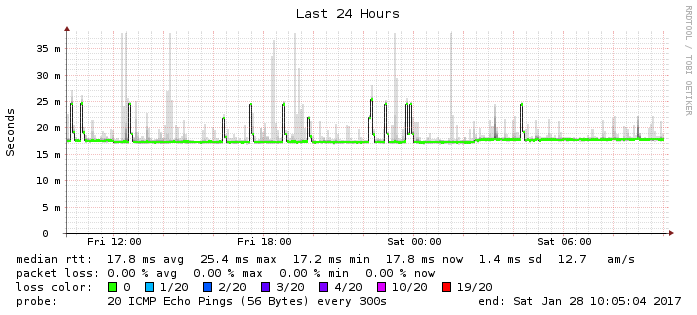 Last 24 Hours
RRDTOOL / TOBI OETIKER
Seconds
35 m
30 m
25 m
20 m
15 m
10 m
5 m
0
Fri 12:00 Fri 18:00 Sat 00:00 Sat 06:00
median rtt: 17.8 ms avg 25.4 ms max 17.2 ms min 17.8 ms now 1.4 ms sd 12.7 am/s
packet loss: 0.00 % avg 0.00 % max 0.00 % min 0.00 % now
loss color: 0 1/20 2/20 3/20 4/20 10/20 19/20
probe: 20 ICMP Echo Pings (56 Bytes) every 300s end: Sat Jan 28 10:05:04 2017